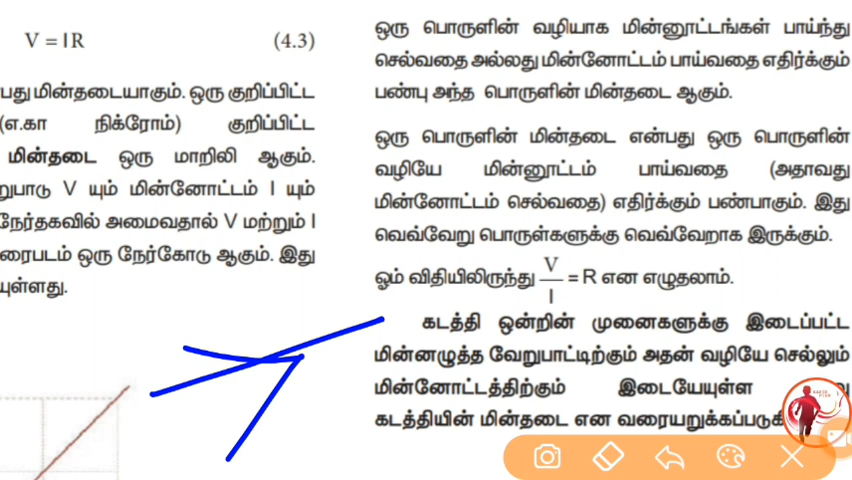 V = I R (4.3)
பது மின்தடையாகும். ஒரு குறிப்பிட்ட
(எ.கா நிக்ரோம்) குறிப்பிட்ட
மின்தடை ஒரு மாறிலி ஆகும்.
றுபாடு V யும் மின்னோட்டம் I யும்
நேர்தகவில் அமைவதால் V மற்றும் I
ரைபடம் ஒரு நேர்கோடு ஆகும். இது
யுள்ளது.
ஒரு பொருளின் வழியாக மின்னூட்டங்கள் பாய்ந்து
செல்வதை அல்லது மின்னோட்டம் பாய்வதை எதிர்க்கும்
பண்பு அந்த பொருளின் மின்தடை ஆகும்.
ஒரு பொருளின் மின்தடை என்பது ஒரு பொருளின்
வழியே மின்னூட்டம் பாய்வதை (அதாவது
மின்னோட்டம் செல்வதை) எதிர்க்கும் பண்பாகும். இது
வெவ்வேறு பொருள்களுக்கு வெவ்வேறாக இருக்கும்.
ஓம் விதியிலிருந்து V/I = R என எழுதலாம்.
கடத்தி ஒன்றின் முனைகளுக்கு இடைப்பட்ட
மின்னழுத்த வேறுபாட்டிற்கும் அதன் வழியே செல்லும்
மின்னோட்டத்திற்கும் இடையேயுள்ள
கடத்தியின் மின்தடை என வரையறுக்கப்படுகி